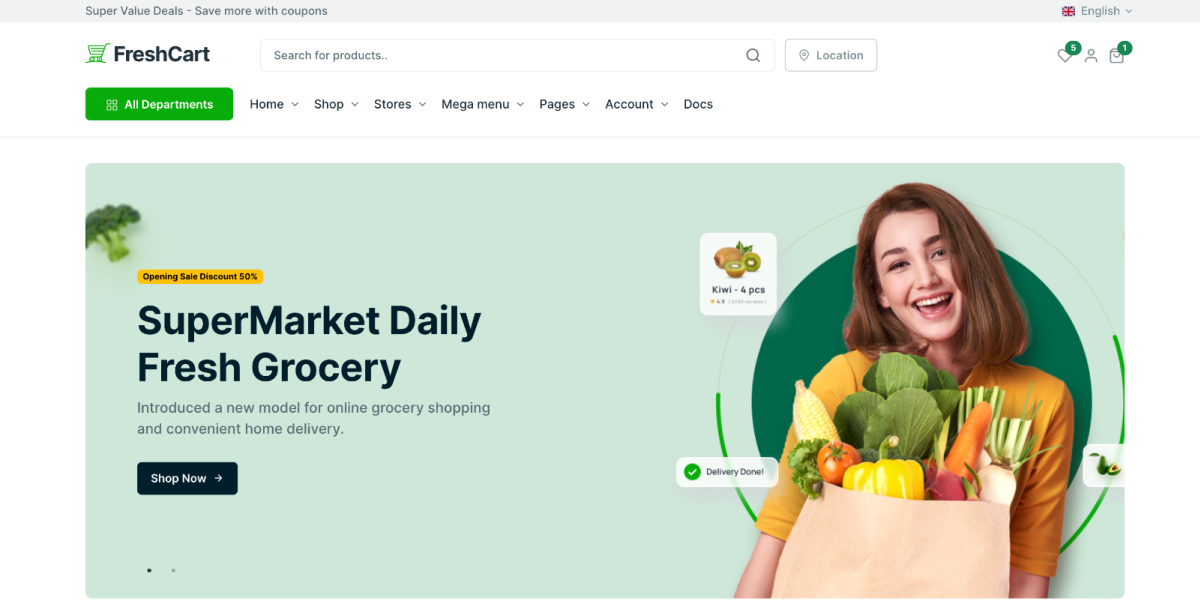 Super Value Deals - Save more with coupons
English
FreshCart
Search for products..
Location
5
1
All Departments
Home
Shop
Stores
Mega menu
Pages
Account
Docs
Opening Sale Discount 50%
SuperMarket Daily
Fresh Grocery
Introduced a new model for online grocery shopping
and convenient home delivery.
Shop Now
Kiwi - 4 pcs
4.8
Delivery Done!